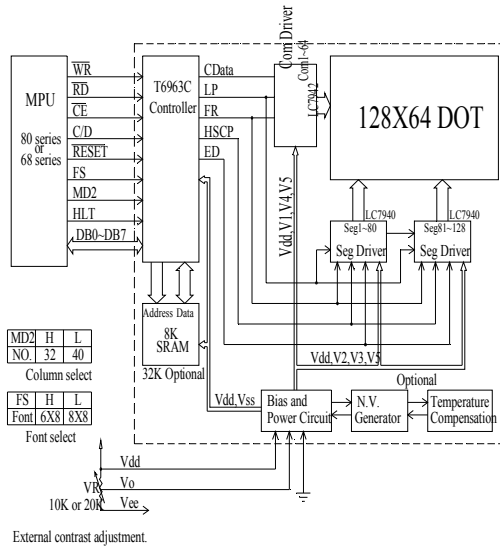 MPU
80 series
or
68 series
WR
RD
CE
C/D
RESET
FS
MD2
HLT
DB0~DB7
T6963C
Controller
CData
LP
FR
HSCP
ED
Com Driver
Com1~64
LC7942
128X64 DOT
Vdd,V1,V4,V5
LC7940
Seg1~80
Seg Driver
LC7940
Seg81~128
Seg Driver
Address Data
8K
SRAM
32K Optional
Vdd,V2,V3,V5
Vdd,Vss
Optional
Bias and
Power Circuit
N.V.
Generator
Temperature
Compensation
MD2 H L
NO. 32 40
Column select
FS H L
Font 6X8 8X8
Font select
Vdd
VR Vo
10K or 20K Vee
External contrast adjustment.